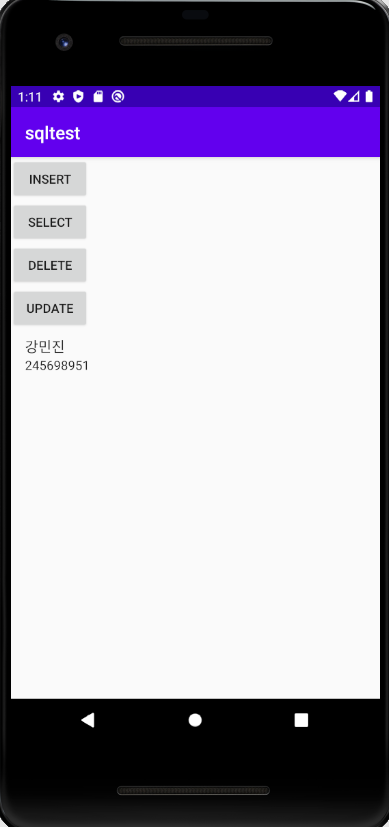 1:11
sqltest
INSERT
SELECT
DELETE
UPDATE
강민진
245698951